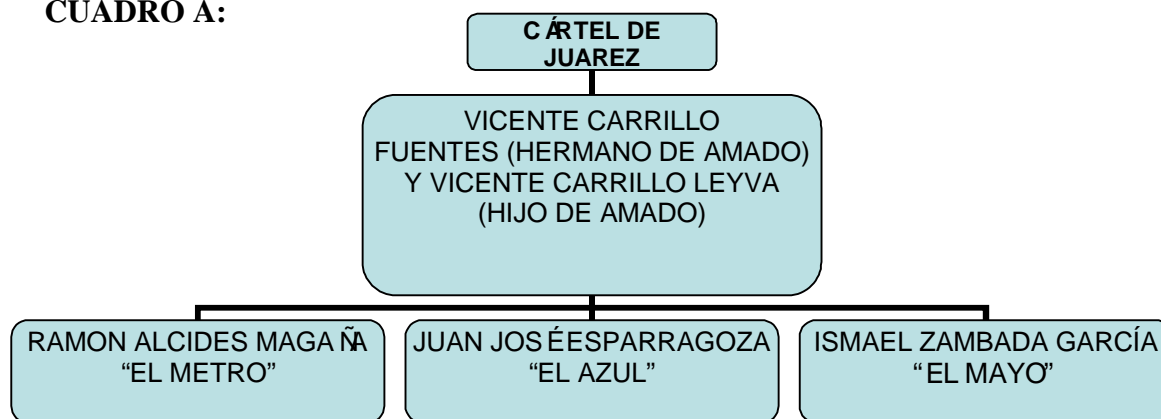 CUADRO A:
CÁRTEL DE
JUAREZ
VICENTE CARRILLO
FUENTES (HERMANO DE AMADO)
Y VICENTE CARRILLO LEYVA
(HIJO DE AMADO)
RAMON ALCIDES MAGAÑA
“EL METRO”
JUAN JOSÉ ESPARRAGOZA
“EL AZUL”
ISMAEL ZAMBADA GARCÍA
“EL MAYO”